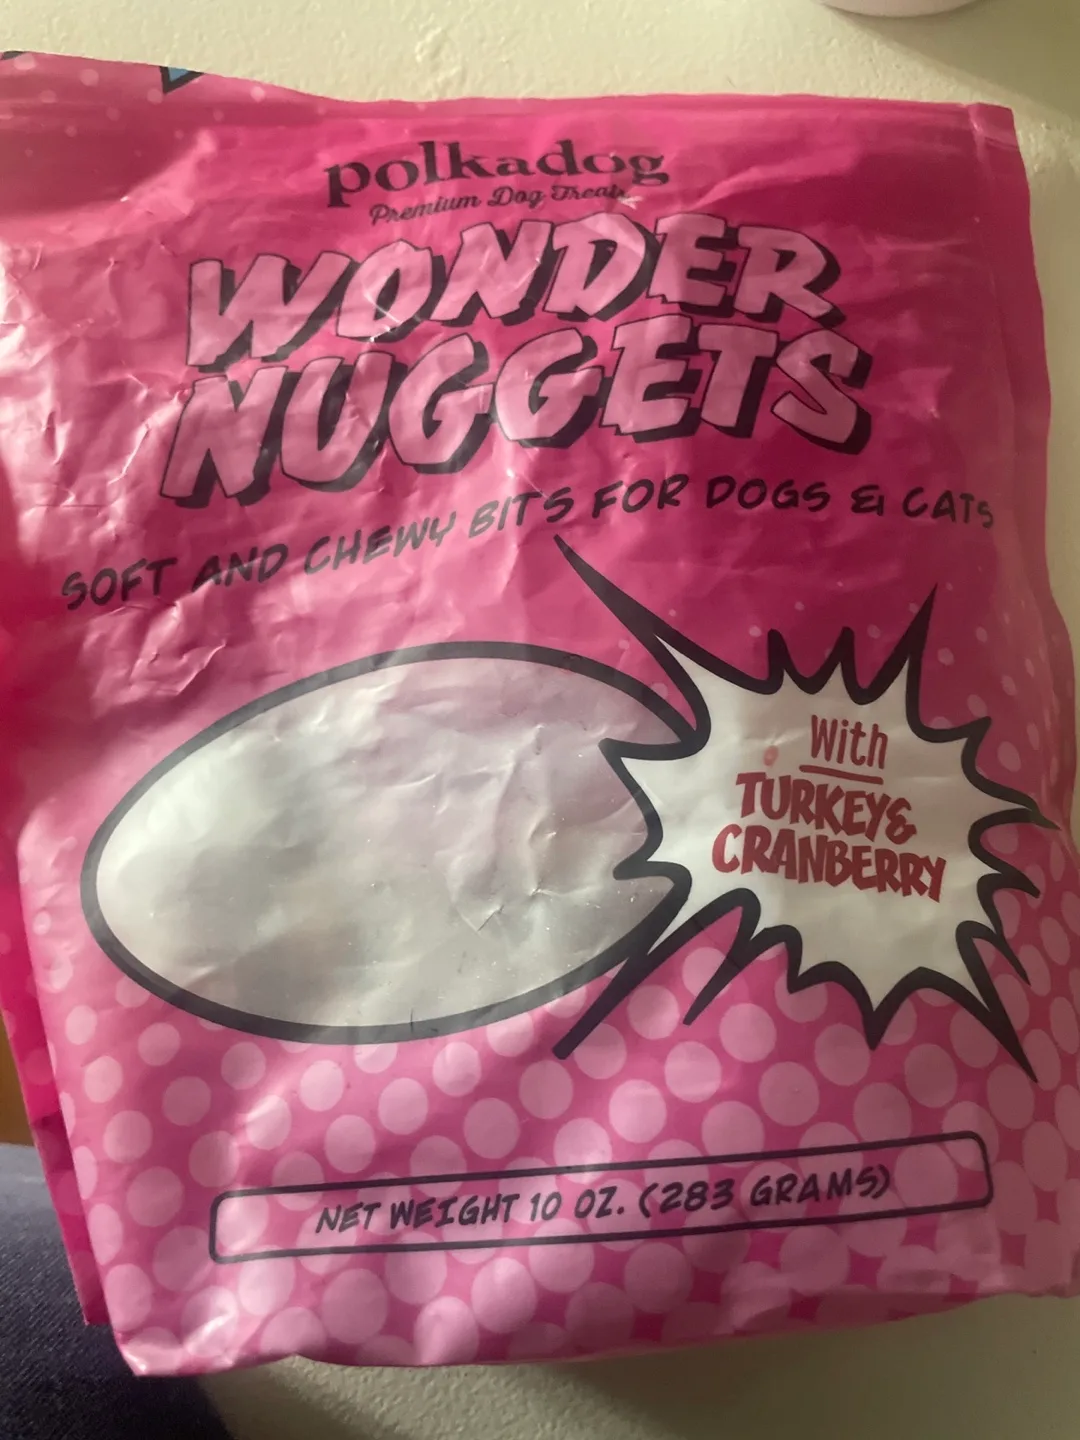 polkadog
Premium Dog Treats
WONDER
NUGGETS
SOFT AND CHEWY BITS FOR DOGS & CATS
With
TURKEY &
CRANBERRY
NET WEIGHT 10 OZ. (283 GRAMS)